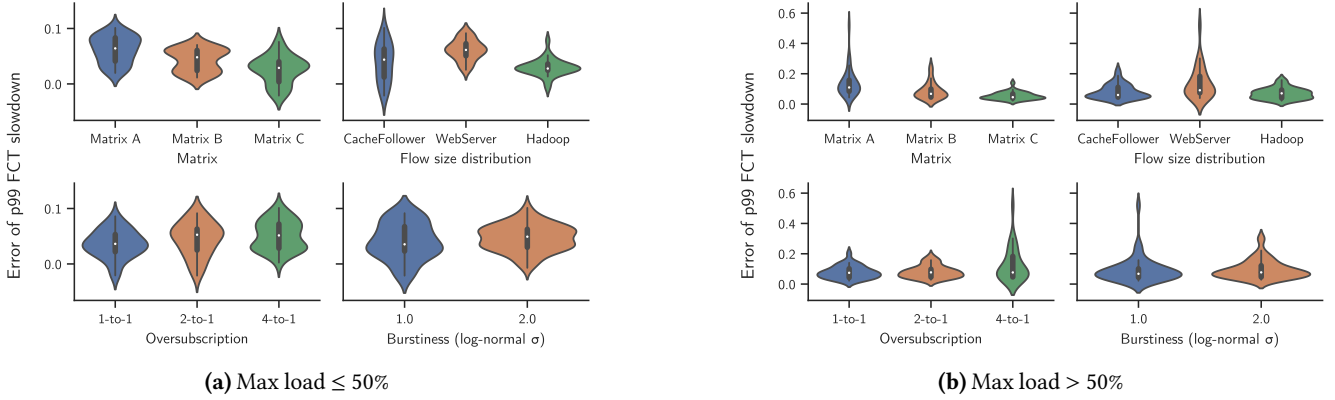 Error of p99 FCT slowdown
0.1
0.0
Matrix A Matrix B Matrix C
Matrix
CacheFollower WebServer Hadoop
Flow size distribution
0.1
0.0
1-to-1 2-to-1 4-to-1
Oversubscription
1.0 2.0
Burstiness (log-normal σ)
(a) Max load ≤ 50%
Error of p99 FCT slowdown
0.6
0.4
0.2
0.0
Matrix A Matrix B Matrix C
Matrix
CacheFollower WebServer Hadoop
Flow size distribution
0.6
0.4
0.2
0.0
1-to-1 2-to-1 4-to-1
Oversubscription
1.0 2.0
Burstiness (log-normal σ)
(b) Max load > 50%